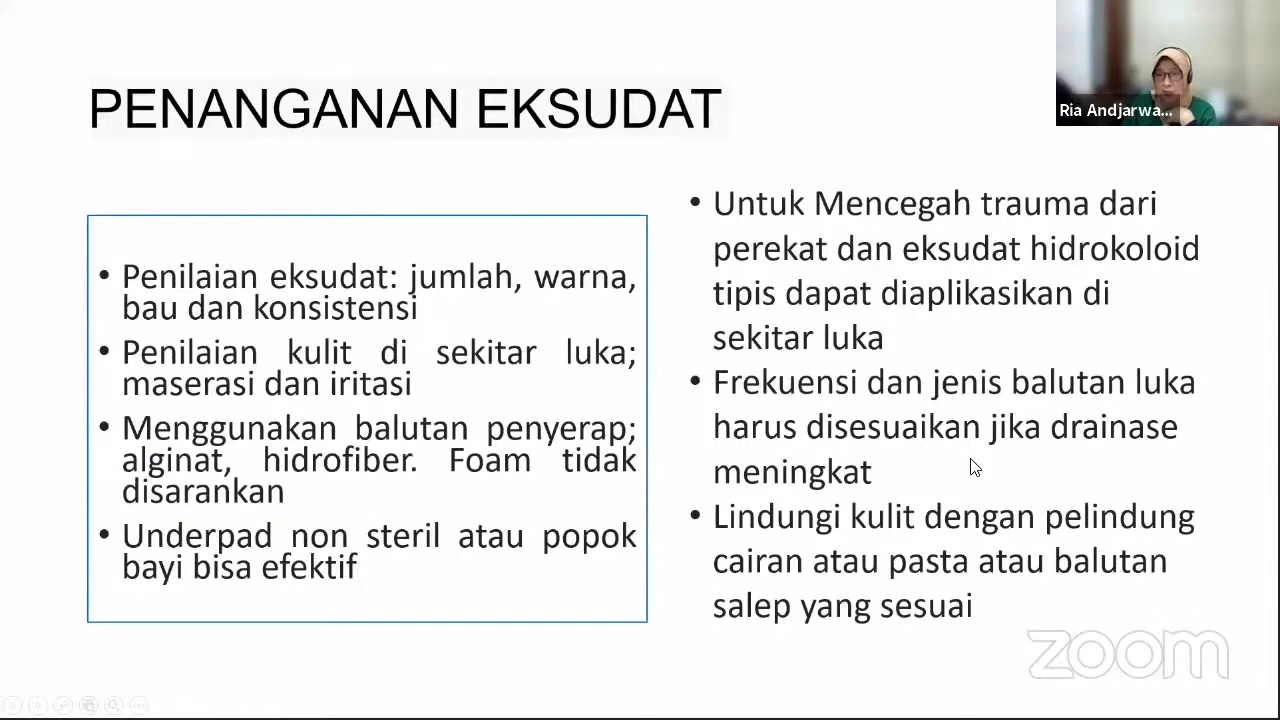 PENANGANAN EKSUDAT
Ria Andjarwa...
• Penilaian eksudat: jumlah, warna,
bau dan konsistensi
• Penilaian kulit di sekitar luka;
maserasi dan iritasi
• Menggunakan balutan penyerap;
alginat, hidrofiber. Foam tidak
disarankan
• Underpad non steril atau popok
bayi bisa efektif
• Untuk Mencegah trauma dari
perekat dan eksudat hidrokoloid
tipis dapat diaplikasikan di
sekitar luka
• Frekuensi dan jenis balutan luka
harus disesuaikan jika drainase
meningkat
• Lindungi kulit dengan pelindung
cairan atau pasta atau balutan
salep yang sesuai
zoom